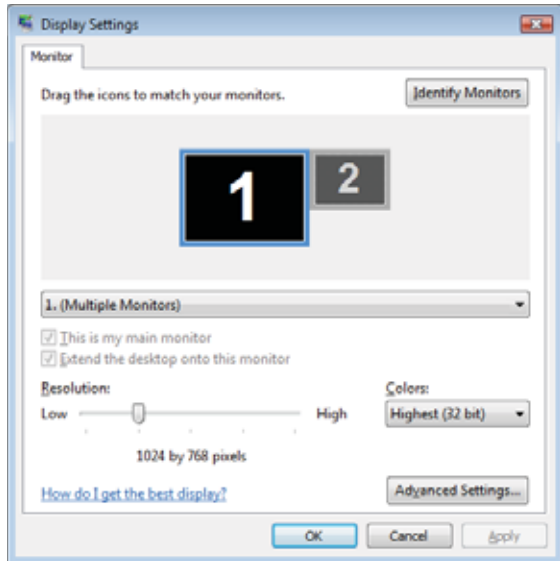 Display Settings
Monitor
Drag the icons to match your monitors.
Identify Monitors
1
2
1. (Multiple Monitors)
This is my main monitor
Extend the desktop onto this monitor
Resolution:
Colors:
Low
High
Highest (32 bit)
1024 by 768 pixels
How do I get the best display?
Advanced Settings...
OK
Cancel
Apply